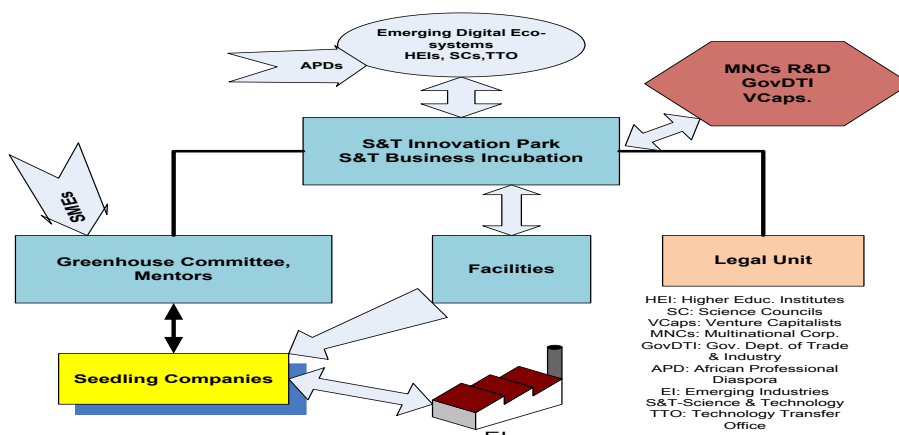 Emerging Digital Eco-
systems
HEIs, SCs,TTO
APDs
MNCs R&D
GovDTI
VCaps.
S&T Innovation Park
S&T Business Incubation
SMEs
Greenhouse Committee,
Mentors
Facilities
Legal Unit
HEI: Higher Educ. Institutes
SC: Science Councils
VCaps: Venture Capitalists
MNCs: Multinational Corp.
GovDTI: Gov. Dept. of Trade
& Industry
APD: African Professional
Diaspora
EI: Emerging Industries
S&T-Science & Technology
TTO: Technology Transfer
Office
Seedling Companies
EI